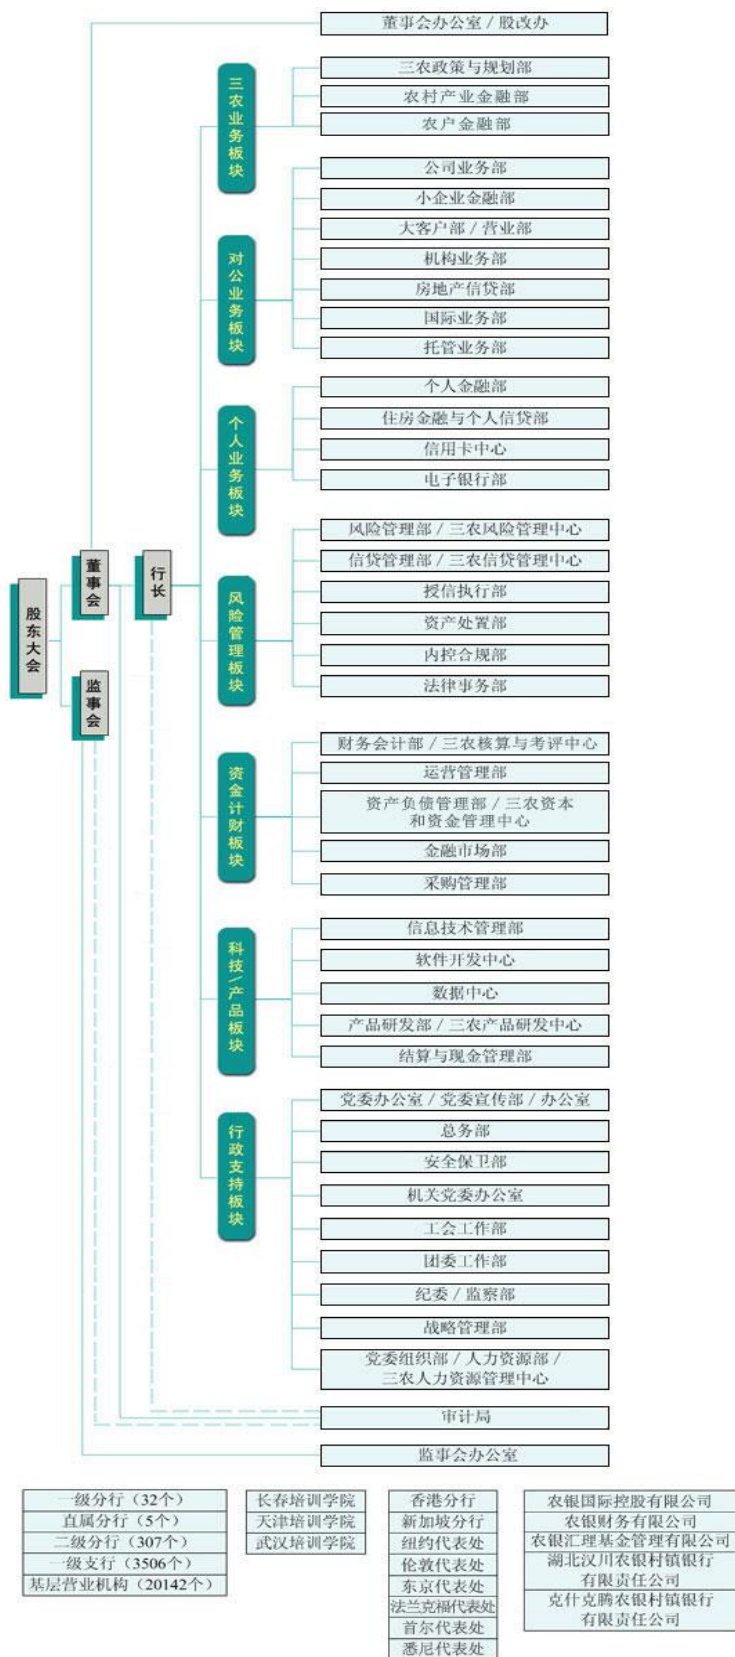 董事会办公室 / 股改办
三农业务板块
三农政策与规划部
农村产业金融部
农户金融部
对公业务板块
公司业务部
小企业金融部
大客户部 / 营业部
机构业务部
房地产信贷部
国际业务部
托管业务部
个人业务板块
个人金融部
住房金融与个人信贷部
信用卡中心
电子银行部
股东大会
董事会
监事会
行长
风险管理板块
风险管理部 / 三农风险管理中心
信贷管理部 / 三农信贷管理中心
授信执行部
资产处置部
内控合规部
法律事务部
资金计财板块
财务会计部 / 三农核算与考评中心
运营管理部
资产负债管理部 / 三农资本
和资金管理中心
金融市场部
采购管理部
科技\产品板块
信息技术管理部
软件开发中心
数据中心
产品研发部 / 三农产品研发中心
结算与现金管理部
行政支持板块
党委办公室 / 党委宣传部 / 办公室
总务部
安全保卫部
机关党委办公室
工会工作部
团委工作部
纪委 / 监察部
战略管理部
党委组织部 / 人力资源部 /
三农人力资源管理中心
审计局
监事会办公室
一级分行（32个）
直属分行（5个）
二级分行（307个）
一级支行（3506个）
基层营业机构（20142个）
长春培训学院
天津培训学院
武汉培训学院
香港分行
新加坡分行
纽约代表处
伦敦代表处
东京代表处
法兰克福代表处
首尔代表处
悉尼代表处
农银国际控股有限公司
农银财务有限公司
农银汇理基金管理有限公司
湖北汉川农银村镇银行
有限责任公司
克什克腾农银村镇银行
有限责任公司